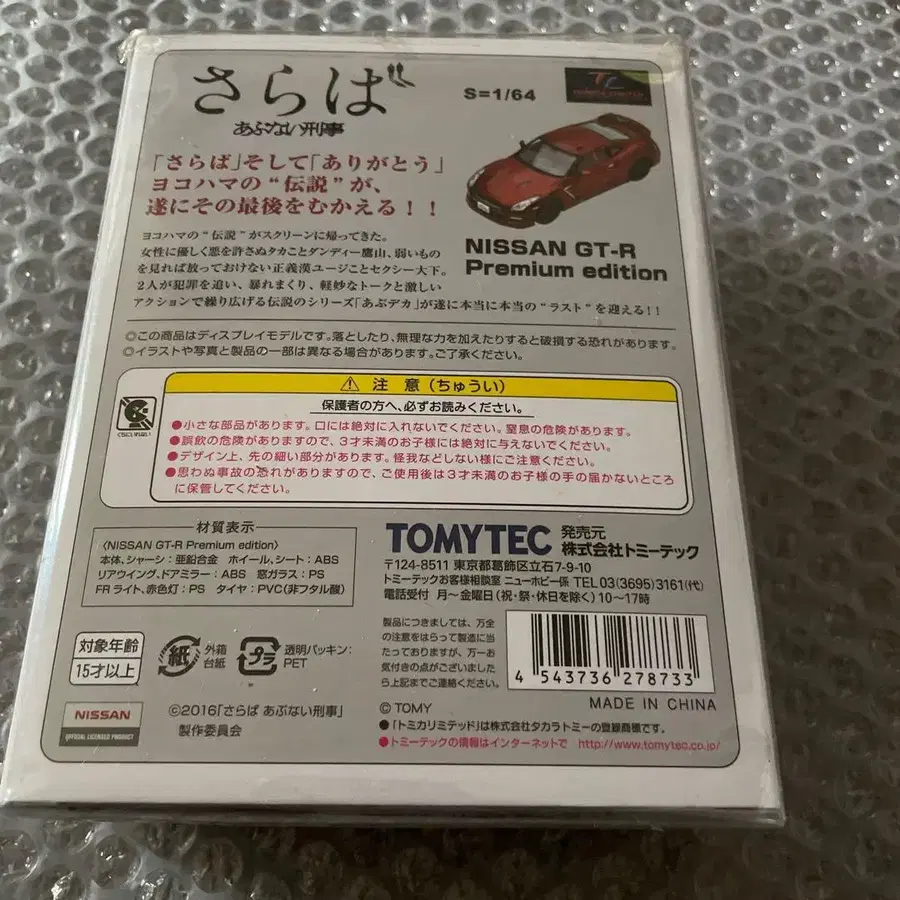 さらば
あぶない刑事
S=1/64
「さらば」そして「ありがとう」
ヨコハマの“伝説”が、
遂にその最後をむかえる！！
NISSAN GT-R
Premium edition
ヨコハマの“伝説”がスクリーンに帰ってきた。
女性に優しく悪を許さぬタカことダンディー鷹山、弱いもの
を見れば放っておけない正義漢ユージことセクシー大下。
2人が犯罪を追い、暴れまくり、軽妙なトークと激しい
アクションで繰り広げる伝説のシリーズ「あぶデカ」が遂に本当に本当の“ラスト”を迎える！！
◎この商品はディスプレイモデルです。落としたり、無理な力を加えたりすると破損する恐れがあります。
◎イラストや写真と製品の一部は異なる場合があります。ご了承ください。
⚠ 注 意（ちゅうい）
保護者の方へ、必ずお読みください。
●小さな部品があります。口には絶対に入れないでください。窒息の危険があります。
●誤飲の危険がありますので、3才未満のお子様には絶対に与えないでください。
●デザイン上、先の細い部分があります。怪我などしない様にご注意ください。
●思わぬ事故の恐れがありますので、ご使用後は3才未満のお子様の手の届かないところ
に保管してください。
材質表示
〈NISSAN GT-R Premium edition〉
本体、シャーシ：亜鉛合金 ホイール、シート：ABS
リアウイング、ドアミラー：ABS 窓ガラス：PS
FRライト、赤色灯：PS タイヤ：PVC(非フタル酸)
TOMYTEC 発売元
株式会社トミーテック
〒124-8511 東京都葛飾区立石7-9-10
トミーテックお客様相談室 ニューホビー係 TEL 03(3695)3161(代)
電話受付 月〜金曜日(祝・祭・休日を除く)10〜17時
対象年齢
15才以上
紙
外箱
台紙
プラ
透明パッキン：
PET
製品につきましては、万全
の注意をはらって製造に当
たっておりますが、万一お
気付きの点がございました
ら上記までご連絡ください。
4 543736 278733
MADE IN CHINA
NISSAN
OFFICIAL LICENSED PRODUCT
©2016「さらば あぶない刑事」
製作委員会
© TOMY
●「トミカリミテッド」は株式会社タカラトミーの登録商標です。
●トミーテックの情報はインターネットで http://www.tomytec.co.jp/